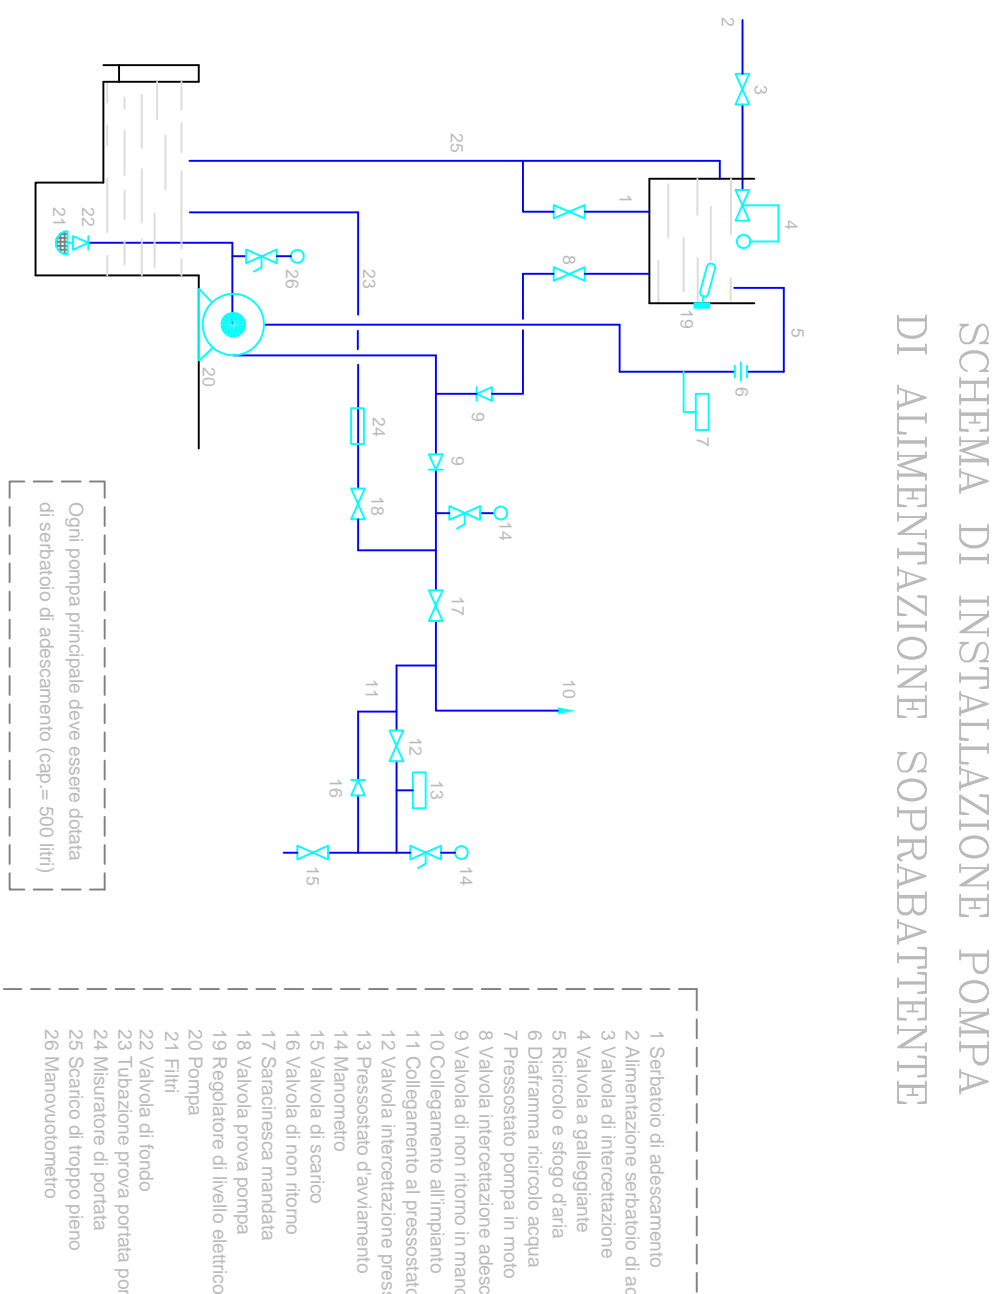 SCHEMA DI INSTALLAZIONE POMPA
DI ALIMENTAZIONE SOPRABATTENTE
2
3
4
1
25
8
19
5
6
7
21
22
26
23
20
24
9
9
18
14
17
10
11
12
13
16
15
14
Ogni pompa principale deve essere dotata
di serbatoio di adescamento (cap.= 500 litri)
1 Serbatoio di adescamento
2 Alimentazione serbatoio di
3 Valvola di intercettazione
4 Valvola a galleggiante
5 Ricircolo e sfogo d'aria
6 Diaframma ricircolo acqua
7 Pressostato pompa in moto
8 Valvola intercettazione
9 Valvola di non ritorno in
10 Collegamento all'impianto
11 Collegamento al pressostato
12 Valvola intercettazione
13 Pressostato d'avviamento
14 Manometro
15 Valvola di scarico
16 Valvola di non ritorno
17 Saracinesca mandata
18 Valvola prova pompa
19 Regolatore di livello elettrico
20 Pompa
21 Filtri
22 Valvola di fondo
23 Tubazione prova portata
24 Misuratore di portata
25 Scarico di troppo pieno
26 Manovuotometro